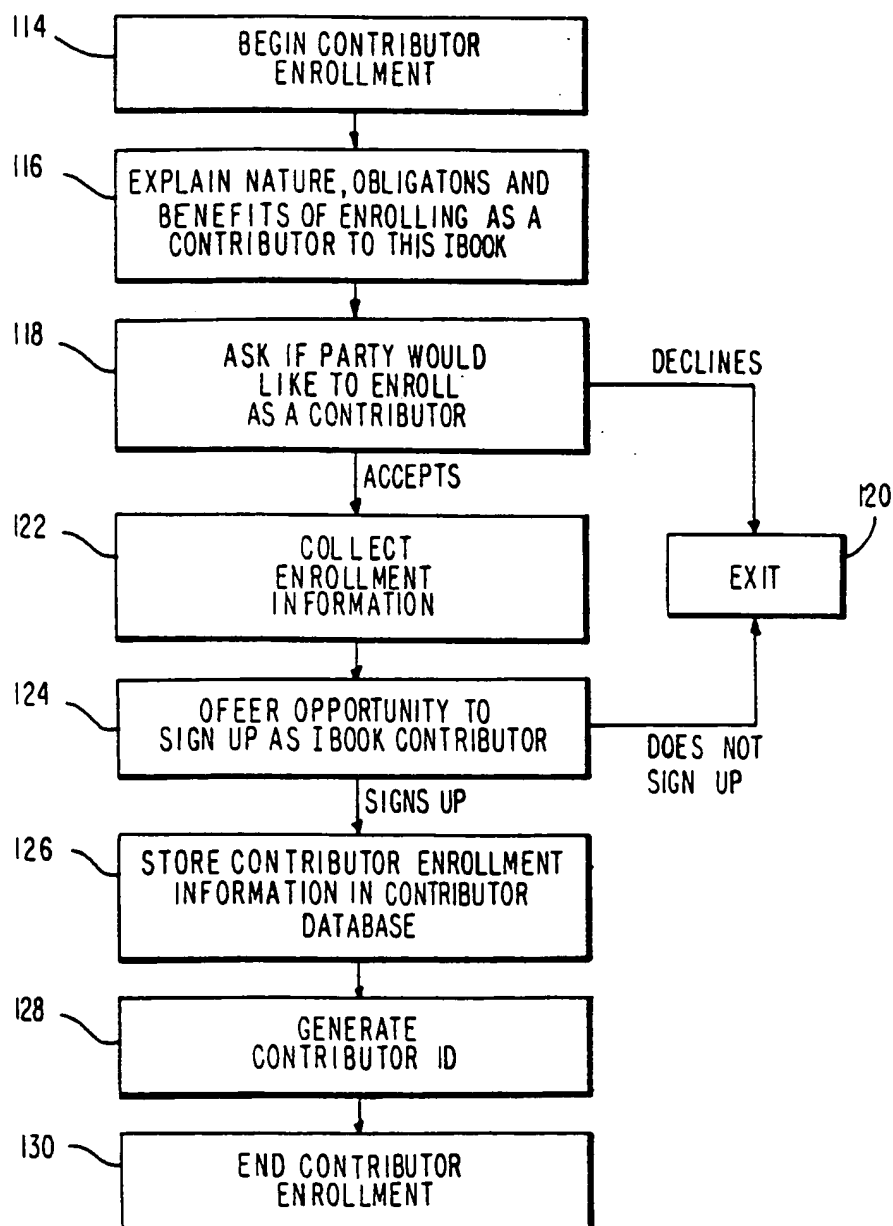 114
BEGIN CONTRIBUTOR
ENROLLMENT
116
EXPLAIN NATURE, OBLIGATONS AND
BENEFITS OF ENROLLING AS A
CONTRIBUTOR TO THIS IBOOK
118
ASK IF PARTY WOULD
LIKE TO ENROLL
AS A CONTRIBUTOR
DECLINES
ACCEPTS
120
EXIT
122
COLLECT
ENROLLMENT
INFORMATION
124
OFEER OPPORTUNITY TO
SIGN UP AS IBOOK CONTRIBUTOR
DOES NOT
SIGN UP
SIGNS UP
126
STORE CONTRIBUTOR ENROLLMENT
INFORMATION IN CONTRIBUTOR
DATABASE
128
GENERATE
CONTRIBUTOR ID
130
END CONTRIBUTOR
ENROLLMENT